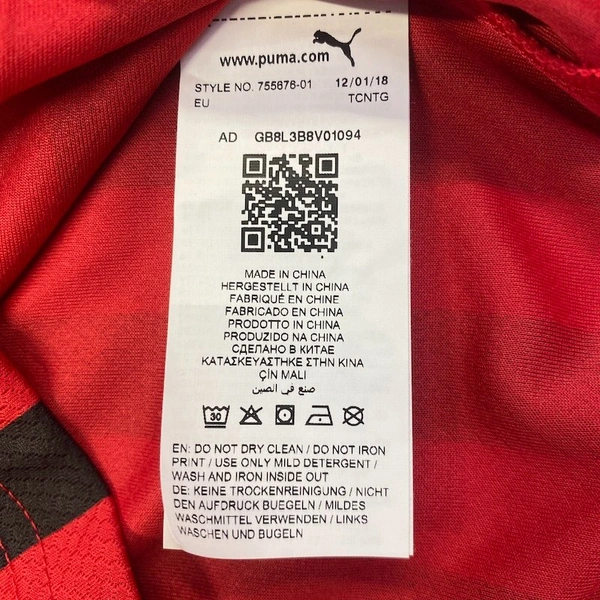 www.puma.com
STYLE NO. 755676-01 12/01/18
EU TCNTG
AD GB8L3B8V01094
MADE IN CHINA
HERGESTELLT IN CHINA
FABRIQUÉ EN CHINE
FABRICADO EN CHINA
PRODOTTO IN CHINA
PRODUZIDO NA CHINA
СДЕЛАНО В КИТАЕ
ΚΑΤΑΣΚΕΥΑΣΤΗΚΕ ΣΤΗΝ ΚΙΝΑ
ÇİN MALI
صنع في الصين
30
EN: DO NOT DRY CLEAN / DO NOT IRON
PRINT / USE ONLY MILD DETERGENT /
WASH AND IRON INSIDE OUT
DE: KEINE TROCKENREINIGUNG / NICHT
DEN AUFDRUCK BUEGELN / MILDES
WASCHMITTEL VERWENDEN / LINKS
WASCHEN UND BUGELN